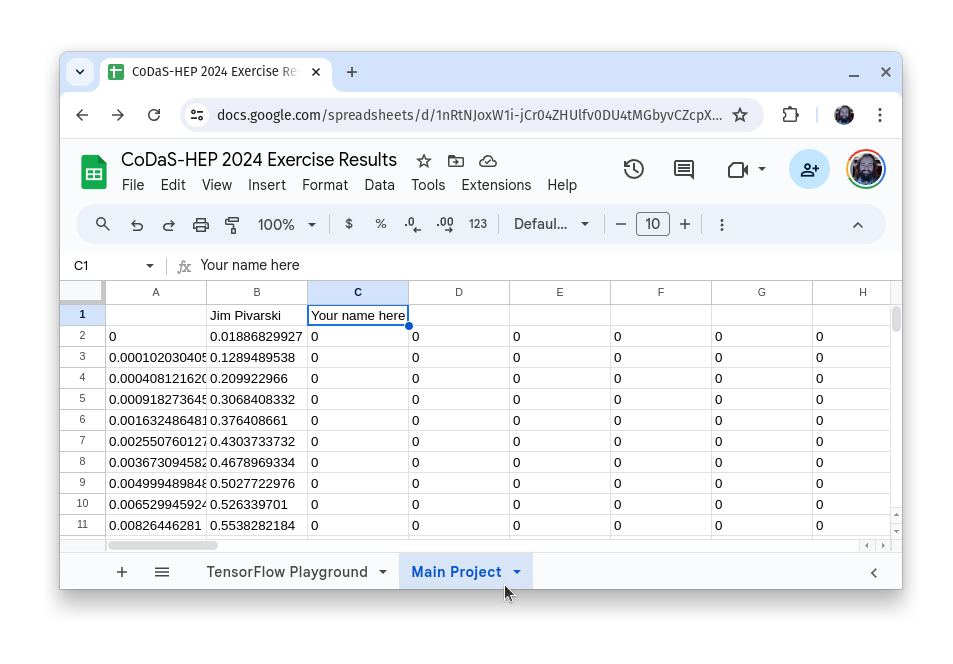 CoDaS-HEP 2024 Exercise Re
docs.google.com/spreadsheets/d/1nRtNJoxW1i-jCr04ZHUlfv0DU4tMGbyvCZcpX...
CoDaS-HEP 2024 Exercise Results
File Edit View Insert Format Data Tools Extensions Help
100% $ % .0 .00 123 Defaul... 10
C1 fx Your name here
A B C D E F G H
1 Jim Pivarski Your name here
2 0 0.01886829927 0 0 0 0 0 0
3 0.000102030405 0.1289489538 0 0 0 0 0 0
4 0.000408121620 0.209922966 0 0 0 0 0 0
5 0.000918273645 0.3068408332 0 0 0 0 0 0
6 0.001632486481 0.376408661 0 0 0 0 0 0
7 0.002550760127 0.4303733732 0 0 0 0 0 0
8 0.003673094582 0.4678969334 0 0 0 0 0 0
9 0.004999489848 0.5027722976 0 0 0 0 0 0
10 0.006529945924 0.526339701 0 0 0 0 0 0
11 0.00826446281 0.5538282184 0 0 0 0 0 0
TensorFlow Playground Main Project